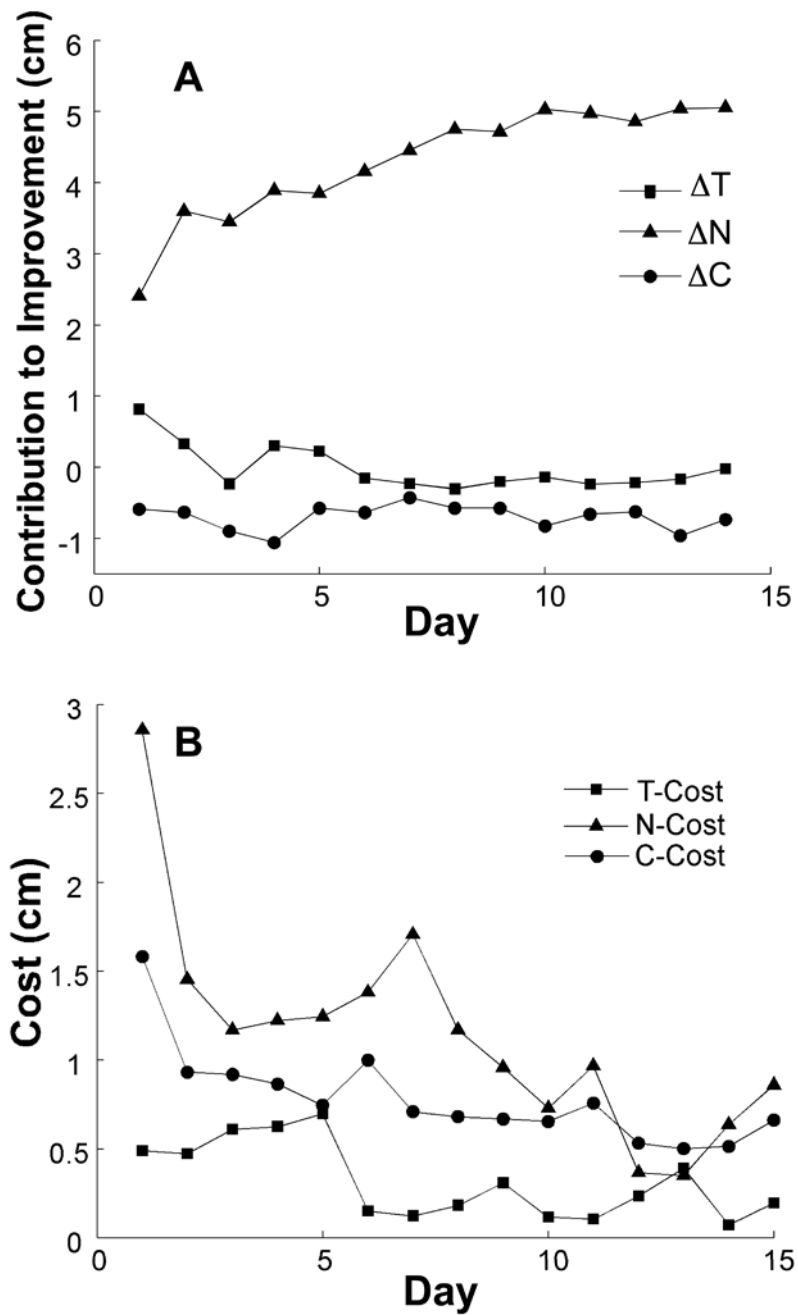 A
Contribution to Improvement (cm)
6
5
4
3
2
1
0
-1
ΔT
ΔN
ΔC
0
5
10
15
Day
B
Cost (cm)
3
2.5
2
1.5
1
0.5
0
T-Cost
N-Cost
C-Cost
0
5
10
15
Day